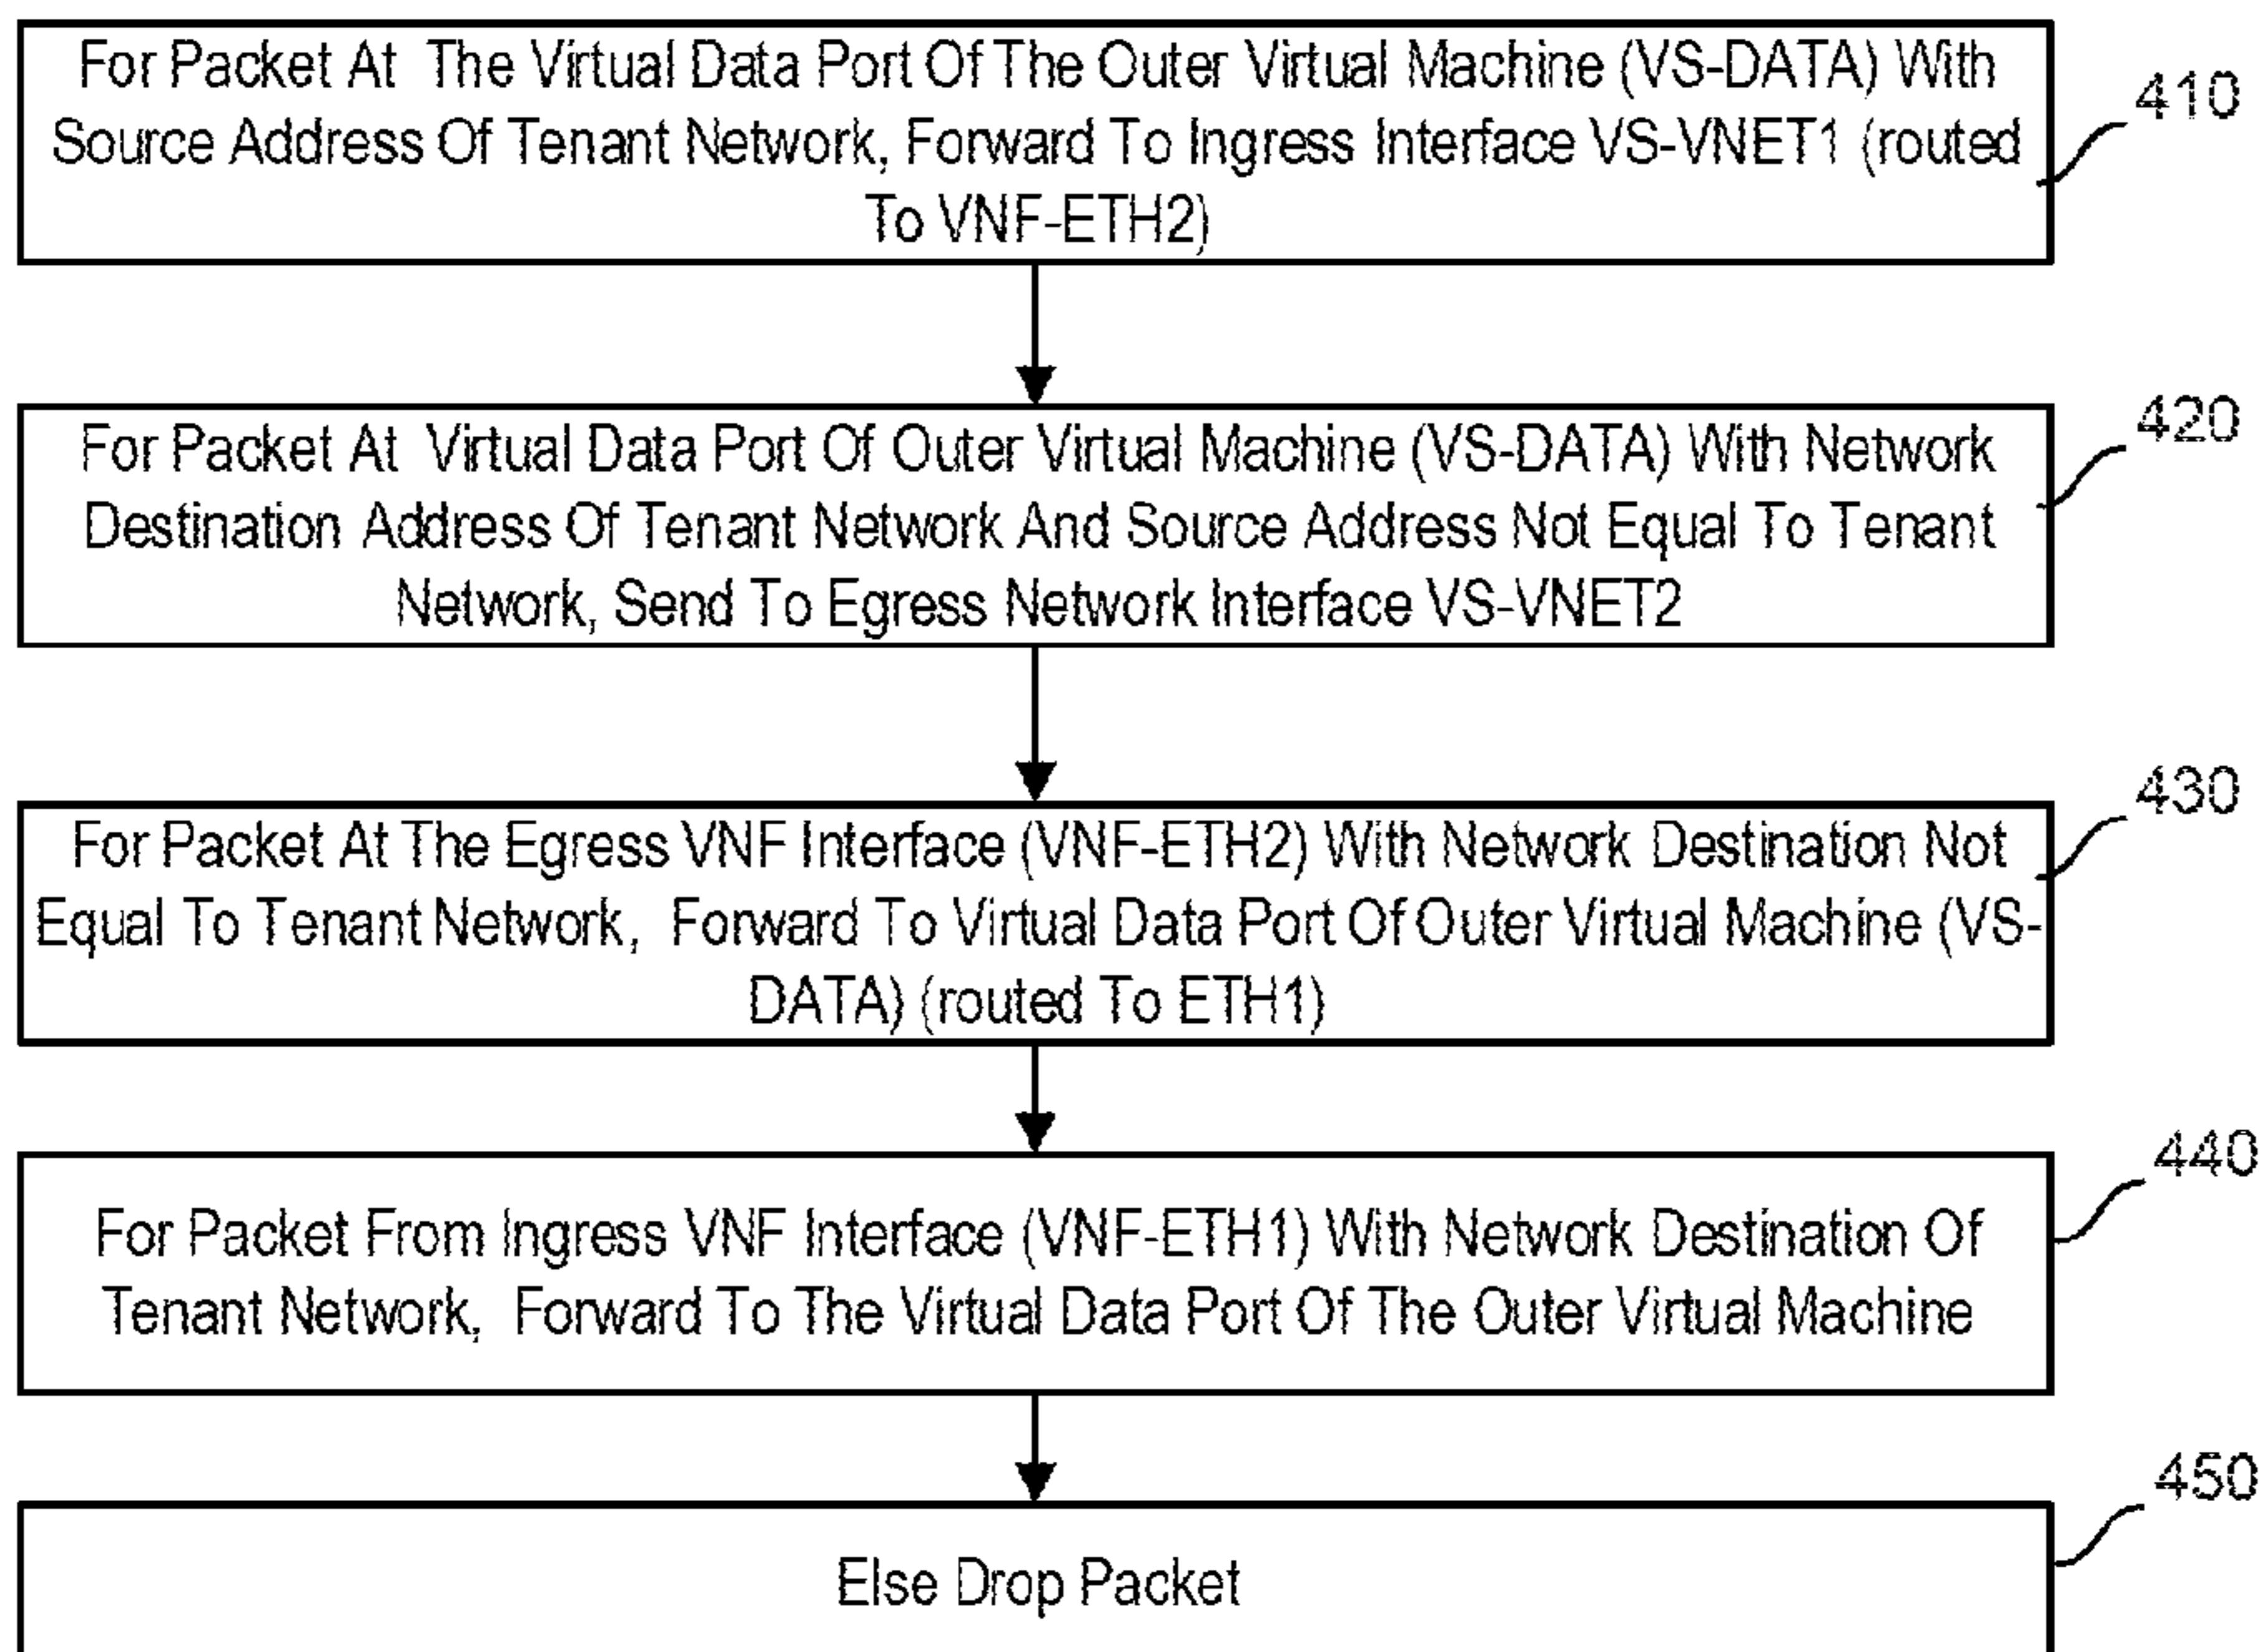 For Packet At The Virtual Data Port Of The Outer Virtual Machine (VS-DATA) With
Source Address Of Tenant Network, Forward To Ingress Interface VS-VNET1 (routed
To VNF-ETH2)
410
For Packet At Virtual Data Port Of Outer Virtual Machine (VS-DATA) With Network
Destination Address Of Tenant Network And Source Address Not Equal To Tenant
Network, Send To Egress Network Interface VS-VNET2
420
For Packet At The Egress VNF Interface (VNF-ETH2) With Network Destination Not
Equal To Tenant Network, Forward To Virtual Data Port Of Outer Virtual Machine (VS-
DATA) (routed To ETH1)
430
For Packet From Ingress VNF Interface (VNF-ETH1) With Network Destination Of
Tenant Network, Forward To The Virtual Data Port Of The Outer Virtual Machine
440
Else Drop Packet
450